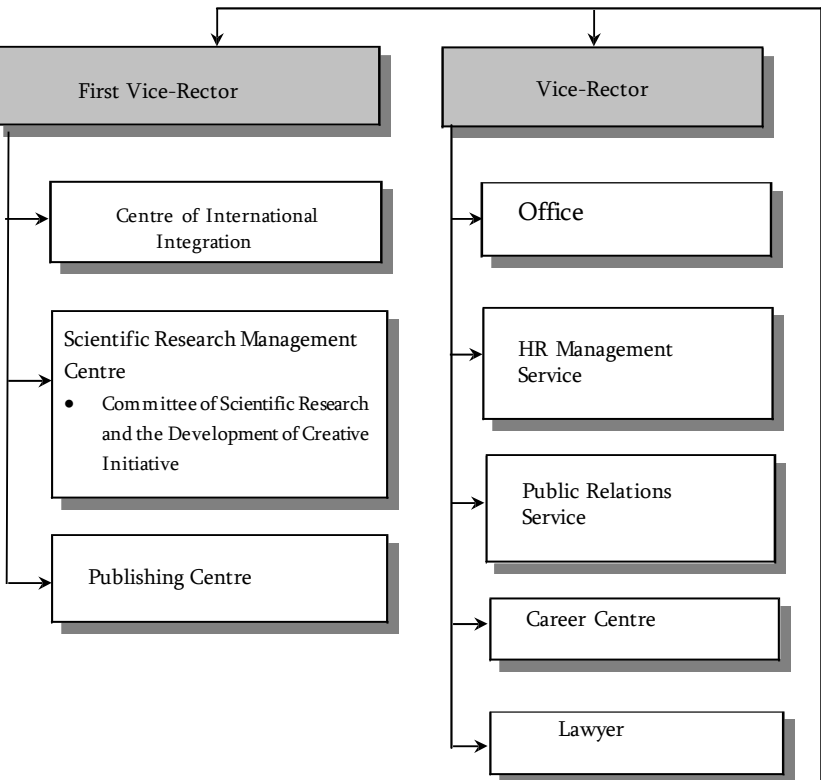 First Vice-Rector
Centre of International
Integration
Scientific Research Management
Centre
• Committee of Scientific Research
and the Development of Creative
Initiative
Publishing Centre
Vice-Rector
Office
HR Management
Service
Public Relations
Service
Career Centre
Lawyer